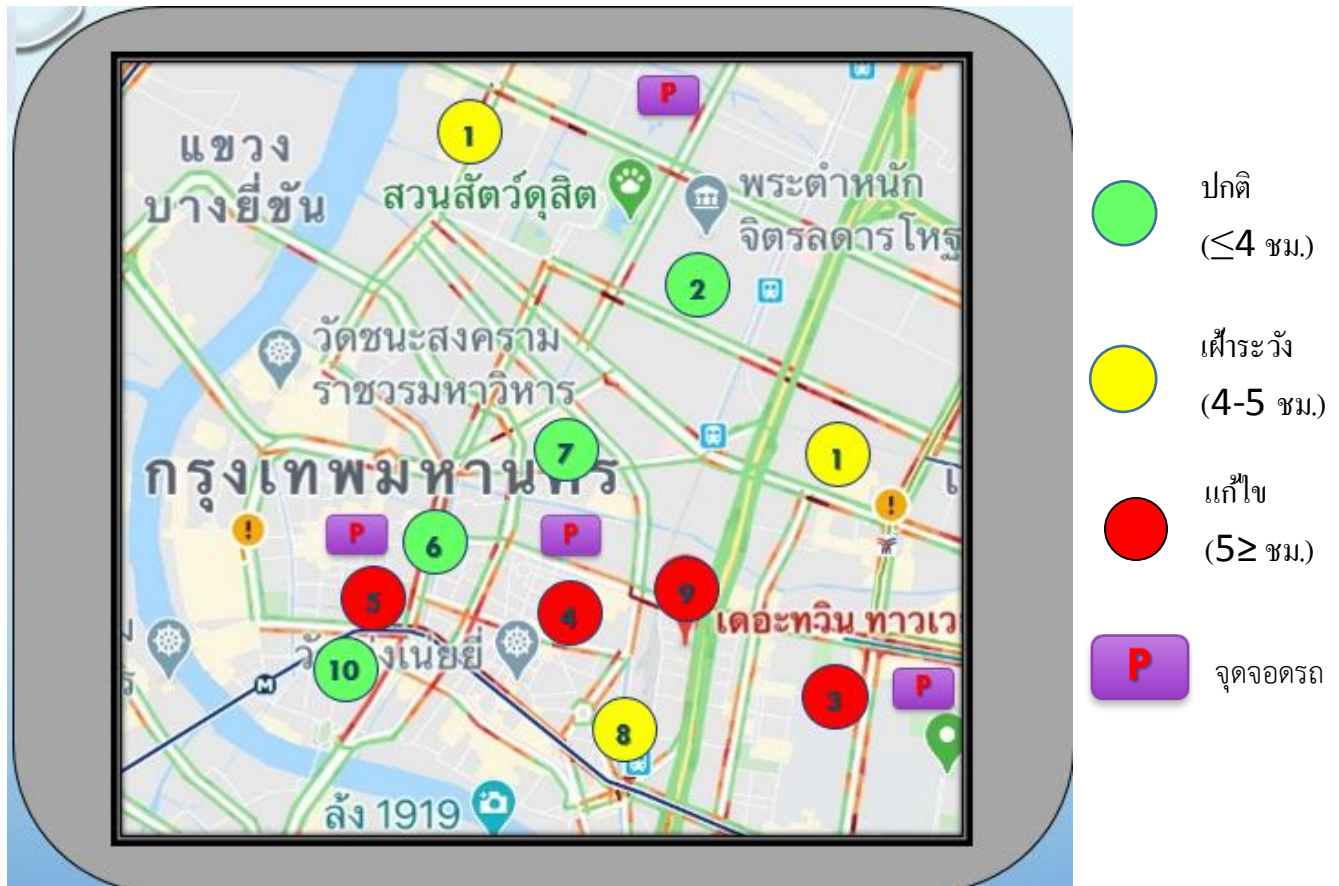 P
1
แขวง
บางยี่ขัน
สวนสัตว์ดุสิต
พระตำหนัก
จิตรลดารโหฐ
2
วัดชนะสงคราม
ราชวรมหาวิหาร
7
1
กรุงเทพมหานคร
!
!
P
6
P
5
4
9
เดอะทวิน ทาวเว
10
M
3
P
8
ล้ง 1919
ปกติ
(≤4 ชม.)
เฝ้าระวัง
(4-5 ชม.)
แก้ไข
(5≥ ชม.)
P
จุดจอดรถ